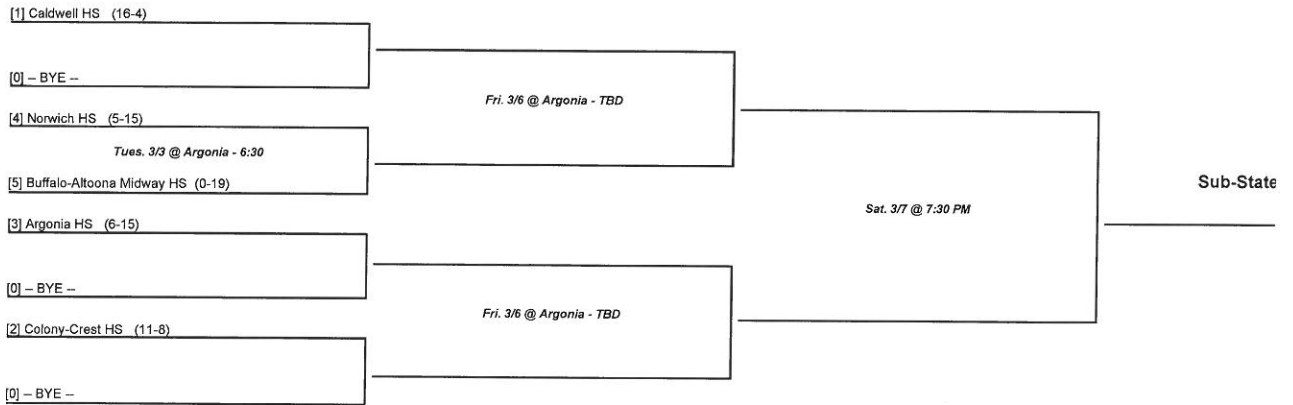 [1] Caldwell HS (16-4)
[0] – BYE –
Fri. 3/6 @ Argonia - TBD
[4] Norwich HS (5-15)
Tues. 3/3 @ Argonia - 6:30
[5] Buffalo-Altoona Midway HS (0-19)
Sub-State
Sat. 3/7 @ 7:30 PM
[3] Argonia HS (6-15)
[0] – BYE –
Fri. 3/6 @ Argonia - TBD
[2] Colony-Crest HS (11-8)
[0] – BYE –